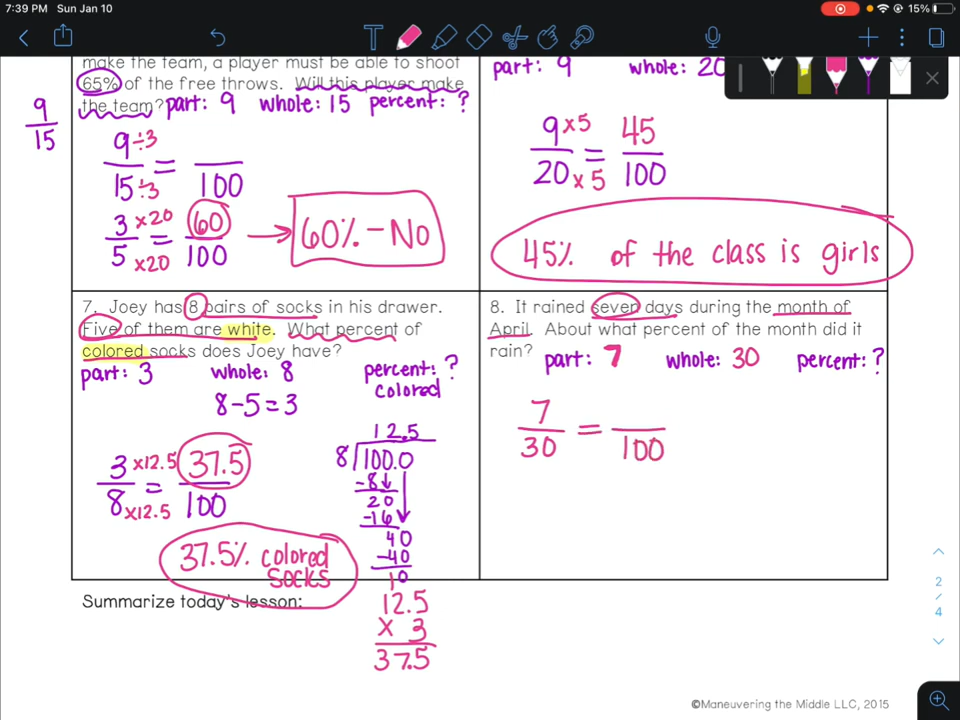 7:39 PM Sun Jan 10
15%
make the team, a player must be able to shoot
65% of the free throws. Will this player make
the team? part: 9 whole: 15 percent: ?
9
15
9 ÷3
15 ÷3
=
100
3 ×20
5 ×20
=
60
100
60% - No
part: 9 whole: 20
9 ×5
20 ×5
=
45
100
45% of the class is girls
7. Joey has 8 pairs of socks in his drawer.
Five of them are white. What percent of
colored socks does Joey have?
part: 3 whole: 8 percent: ?
colored
8-5=3
3 ×12.5
8 ×12.5
=
37.5
100
12.5
8 100.0
-8
20
-16
40
-40
0
37.5% colored
socks
12.5
x 3
37.5
8. It rained seven days during the month of
April. About what percent of the month did it
rain? part: 7 whole: 30 percent: ?
7
30
=
100
Summarize today's lesson:
2
/
4
©Maneuvering the Middle LLC, 2015